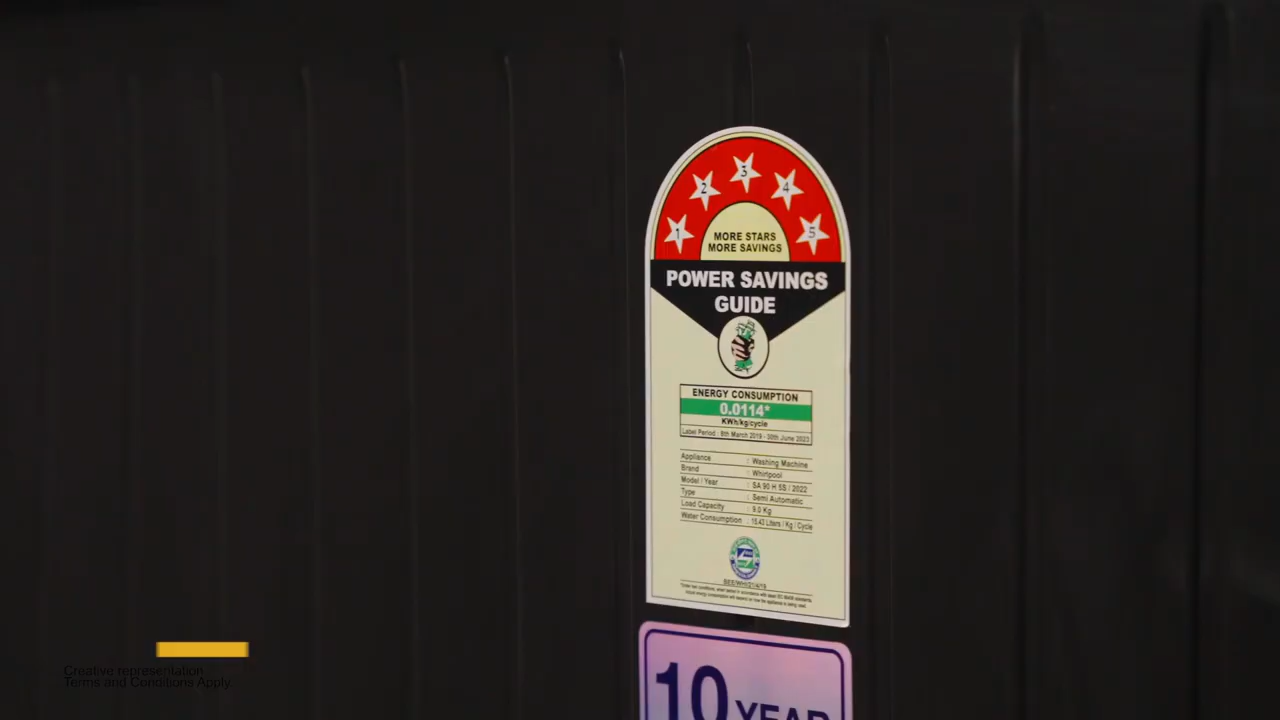 1 2 3 4 5
MORE STARS
MORE SAVINGS
POWER SAVINGS
GUIDE
ENERGY CONSUMPTION
0.0114*
KWh/kg/cycle
Label Period : 6th March 2019 - 30th June 2023
Appliance : Washing Machine
Brand : Whirlpool
Model / Year : SA 90 H 5S / 2022
Type : Semi Automatic
Load Capacity : 9.0 Kg
Water Consumption : 15.43 Liters / Kg / Cycle
10 YEAR
Creative representation
Terms and Conditions Apply